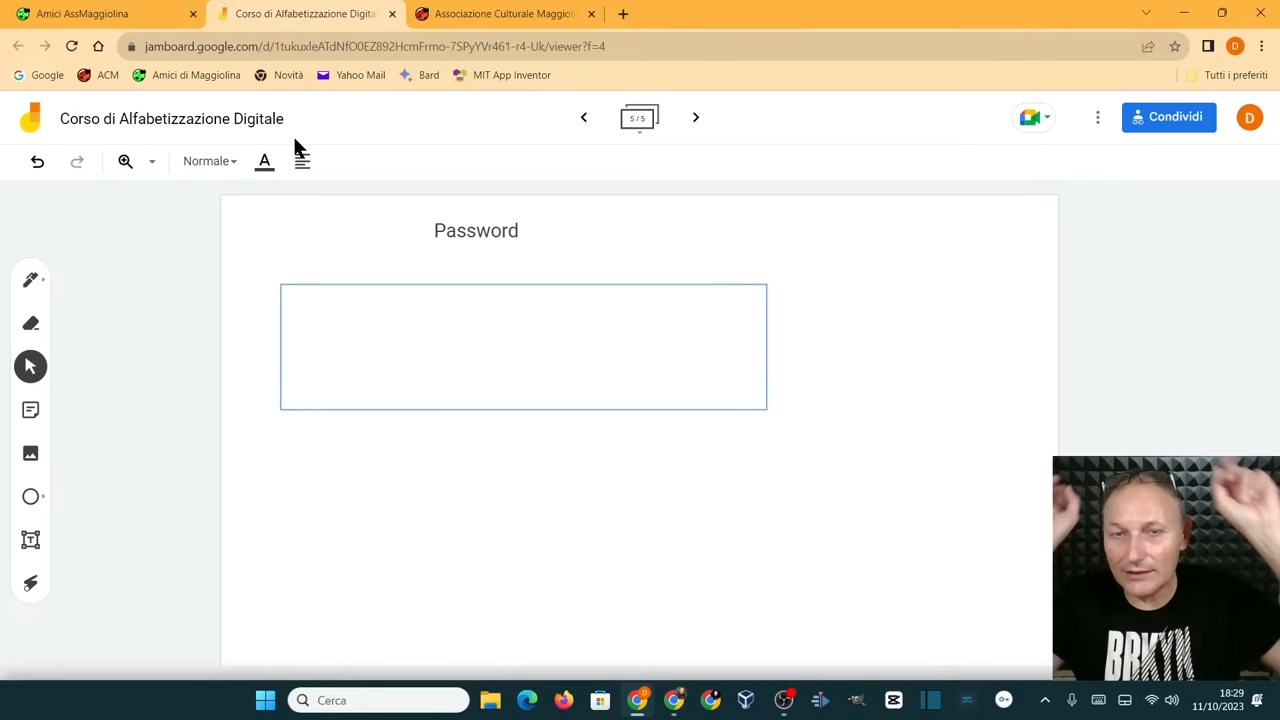 Amici AssMaggiolina
Corso di Alfabetizzazione Digita
Associazione Culturale Maggiolin
jamboard.google.com/d/1tukuxleATdNfO0EZ892HcmFrmo-7SPyYVr461-r4-Uk/viewer?f=4
D
Google
ACM
Amici di Maggiolina
Novità
Yahoo Mail
Bard
MIT App Inventor
Tutti i preferiti
Corso di Alfabetizzazione Digitale
5 / 5
Condividi
D
Normale
A
Password
T
BRKYN
Cerca
D
18:29
11/10/2023